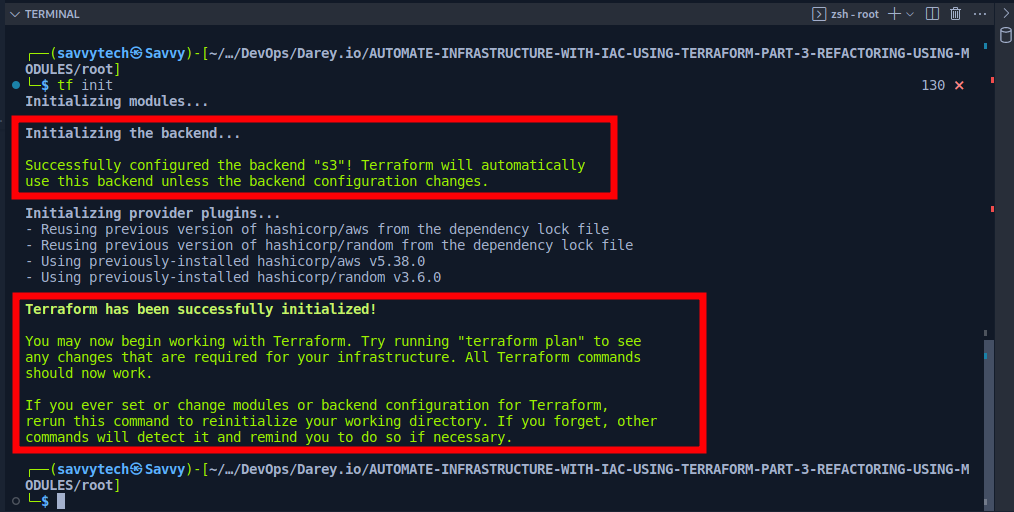 TERMINAL
zsh - root
┌──(savvytech㉿Savvy)-[~/…/DevOps/Darey.io/AUTOMATE-INFRASTRUCTURE-WITH-IAC-USING-TERRAFORM-PART-3-REFACTORING-USING-M
ODULES/root]
└─$ tf init 130 ⨯
Initializing modules...
Initializing the backend...
Successfully configured the backend "s3"! Terraform will automatically
use this backend unless the backend configuration changes.
Initializing provider plugins...
- Reusing previous version of hashicorp/aws from the dependency lock file
- Reusing previous version of hashicorp/random from the dependency lock file
- Using previously-installed hashicorp/aws v5.38.0
- Using previously-installed hashicorp/random v3.6.0
Terraform has been successfully initialized!
You may now begin working with Terraform. Try running "terraform plan" to see
any changes that are required for your infrastructure. All Terraform commands
should now work.
If you ever set or change modules or backend configuration for Terraform,
rerun this command to reinitialize your working directory. If you forget, other
commands will detect it and remind you to do so if necessary.
┌──(savvytech㉿Savvy)-[~/…/DevOps/Darey.io/AUTOMATE-INFRASTRUCTURE-WITH-IAC-USING-TERRAFORM-PART-3-REFACTORING-USING-M
ODULES/root]
└─$